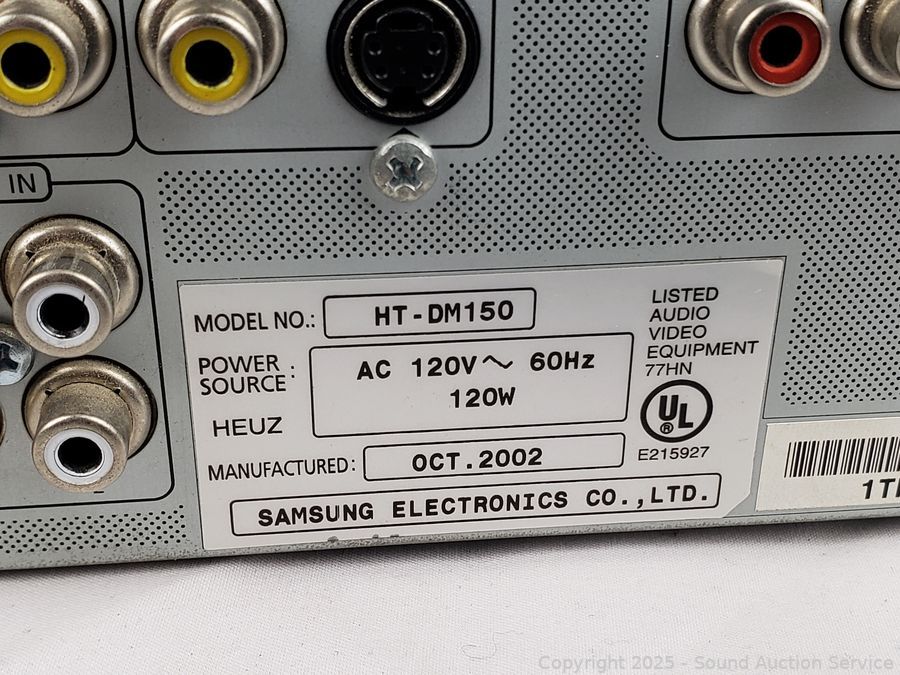 IN
MODEL NO.: HT-DM150
POWER SOURCE: AC 120V~ 60Hz
120W
HEUZ
MANUFACTURED: OCT.2002
SAMSUNG ELECTRONICS CO.,LTD.
LISTED
AUDIO
VIDEO
EQUIPMENT
77HN
UL
®
E215927
Copyright 2025 - Sound Auction Service